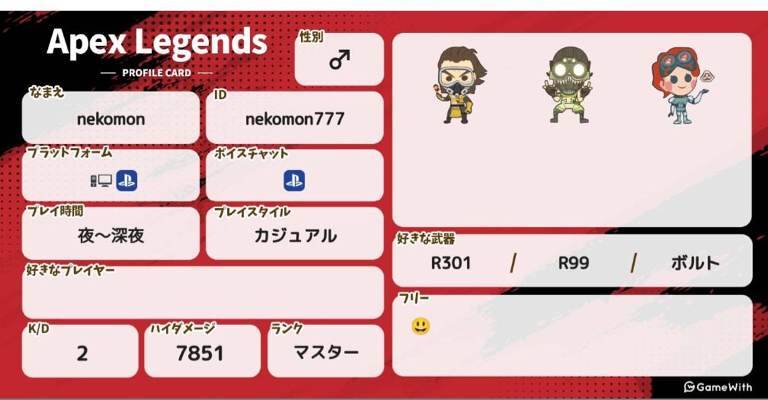 Apex Legends
PROFILE CARD
性別
♂
なまえ
nekomon
ID
nekomon777
プラットフォーム
ボイスチャット
プレイ時間
夜〜深夜
プレイスタイル
カジュアル
好きなプレイヤー
K/D
2
ハイダメージ
7851
ランク
マスター
好きな武器
R301 / R99 / ボルト
フリー
😃
GameWith